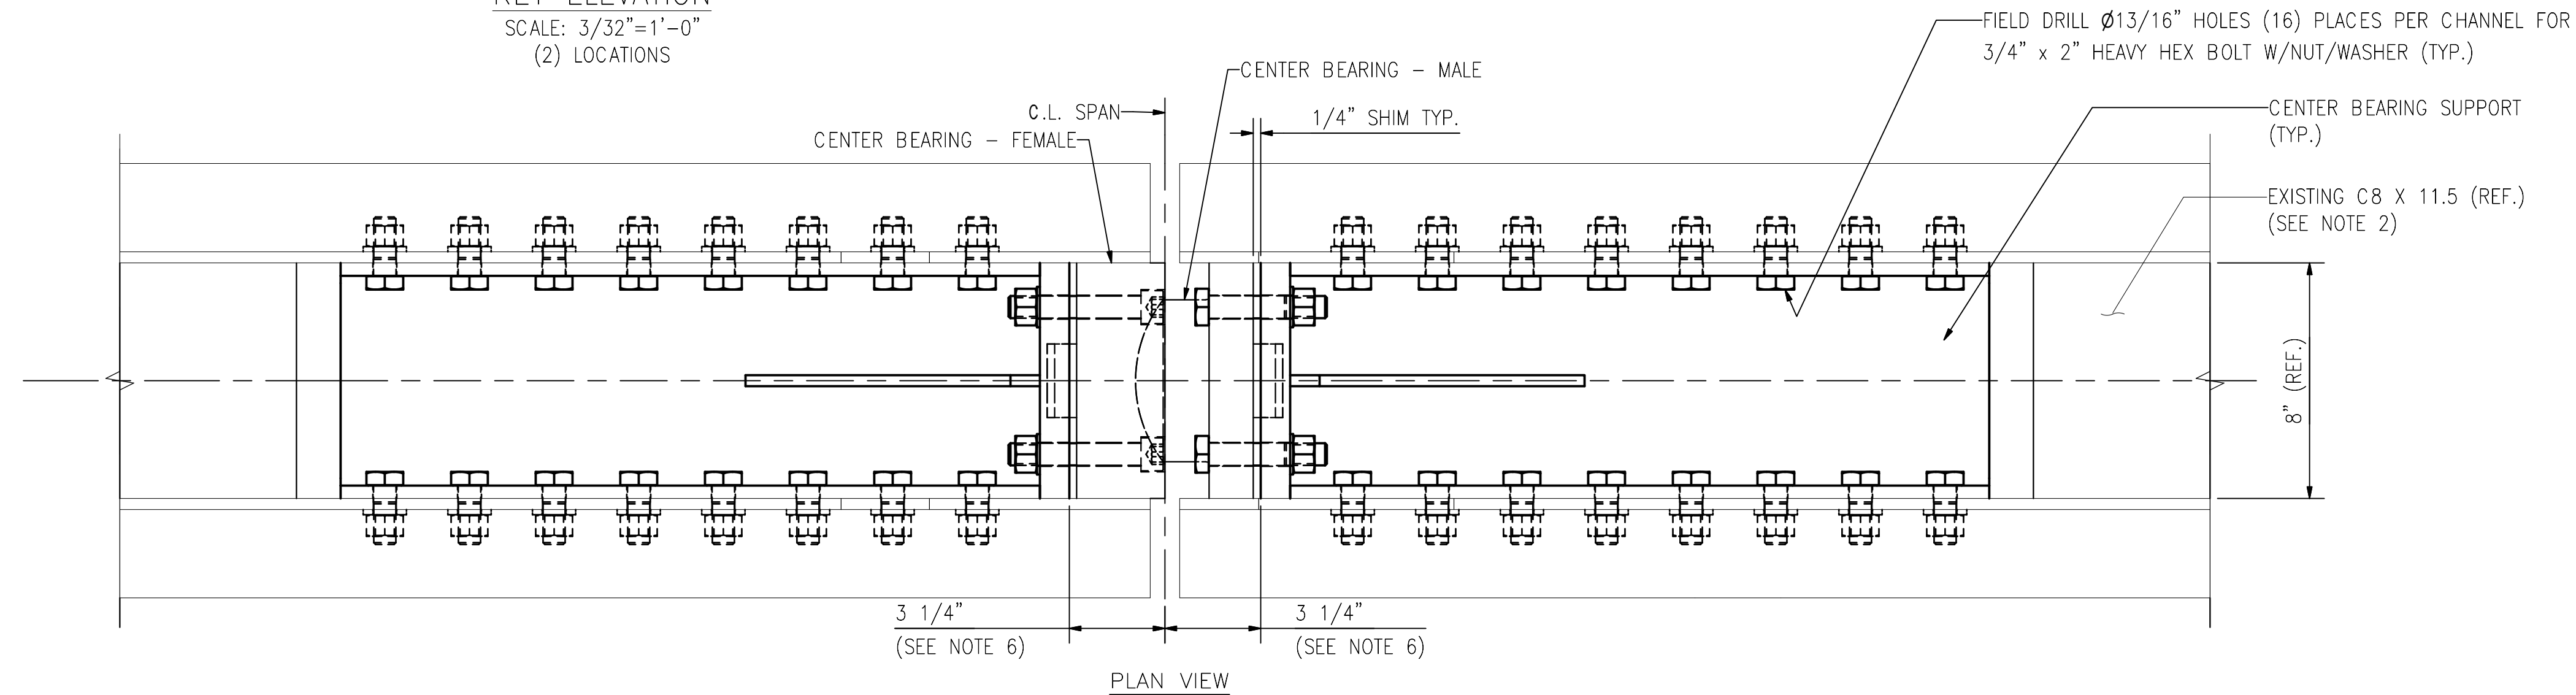 KEY ELEVATION
SCALE: 3/32"=1'-0"
(2) LOCATIONS
FIELD DRILL Ø13/16" HOLES (16) PLACES PER CHANNEL FOR
3/4" x 2" HEAVY HEX BOLT W/NUT/WASHER (TYP.)
CENTER BEARING - MALE
C.L. SPAN
1/4" SHIM TYP.
CENTER BEARING - FEMALE
CENTER BEARING SUPPORT
(TYP.)
EXISTING C8 X 11.5 (REF.)
(SEE NOTE 2)
8" (REF.)
3 1/4"
(SEE NOTE 6)
3 1/4"
(SEE NOTE 6)
PLAN VIEW